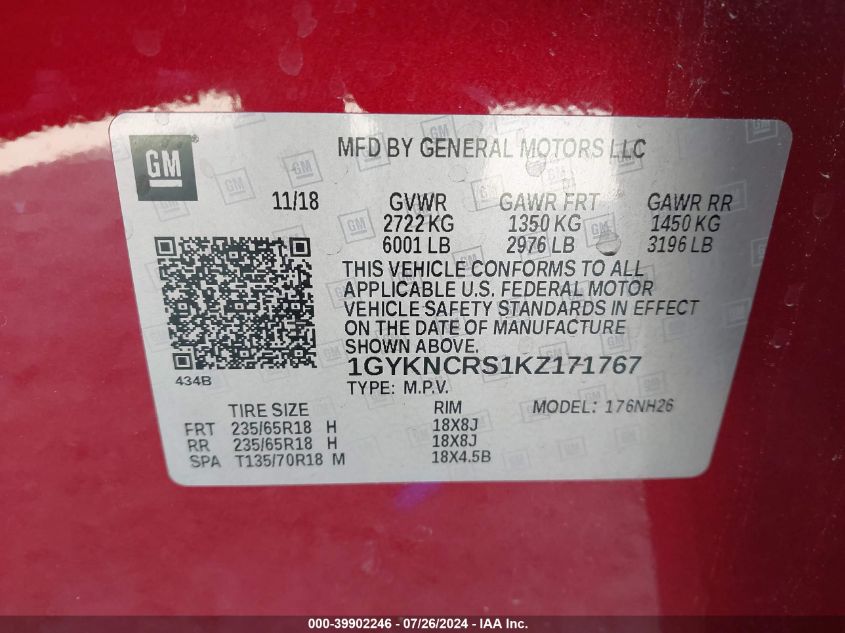 GM
MFD BY GENERAL MOTORS LLC
11/18 GVWR GAWR FRT GAWR RR
2722 KG 1350 KG 1450 KG
6001 LB 2976 LB 3196 LB
THIS VEHICLE CONFORMS TO ALL
APPLICABLE U.S. FEDERAL MOTOR
VEHICLE SAFETY STANDARDS IN EFFECT
ON THE DATE OF MANUFACTURE
SHOWN ABOVE.
434B
1GYKNCRS1KZ171767
TYPE: M.P.V.
TIRE SIZE RIM MODEL: 176NH26
FRT 235/65R18 H 18X8J
RR 235/65R18 H 18X8J
SPA T135/70R18 M 18X4.5B
000-39902246 - 07/26/2024 - IAA Inc.